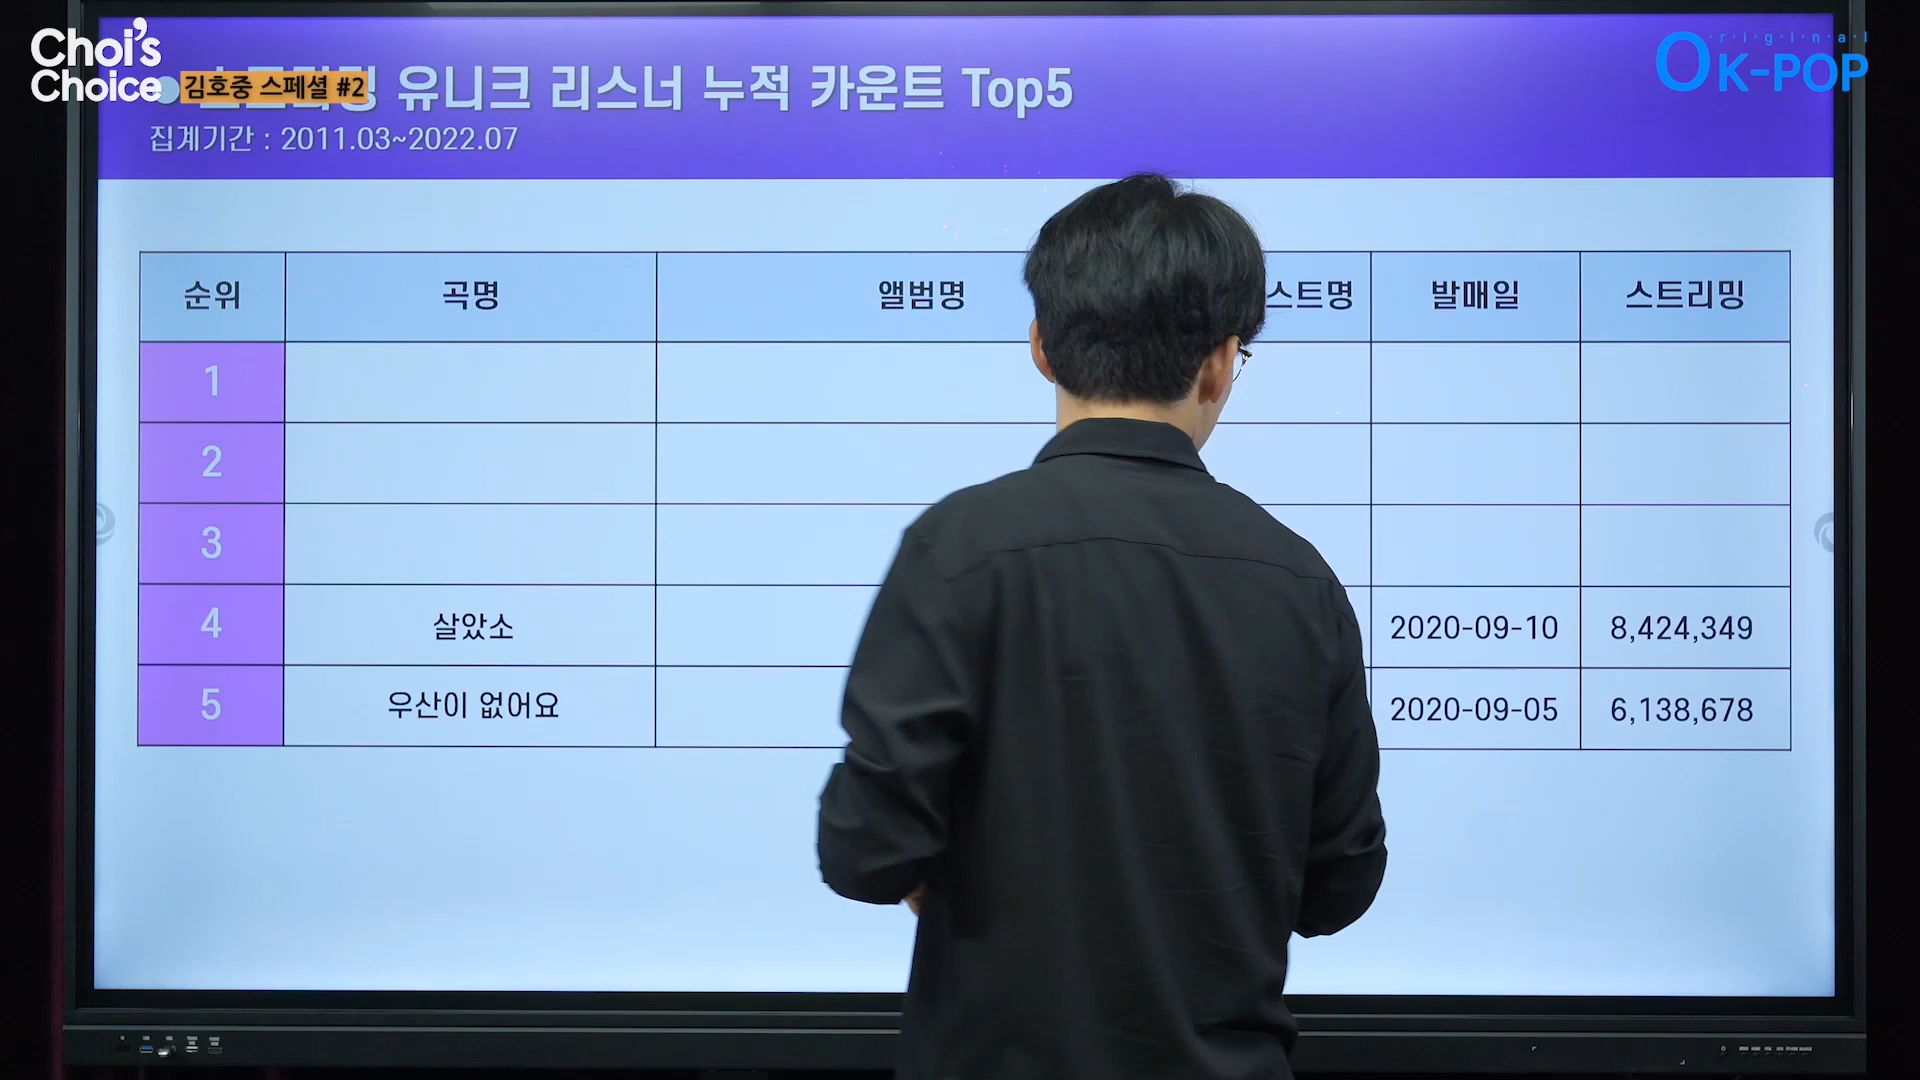 Choi's
Choice
김호중 스페셜 #2
유니크 리스너 누적 카운트 Top5
집계기간 : 2011.03~2022.07
Original
OK-POP
순위 곡명 앨범명 스트명 발매일 스트리밍
1
2
3
4 살았소 2020-09-10 8,424,349
5 우산이 없어요 2020-09-05 6,138,678